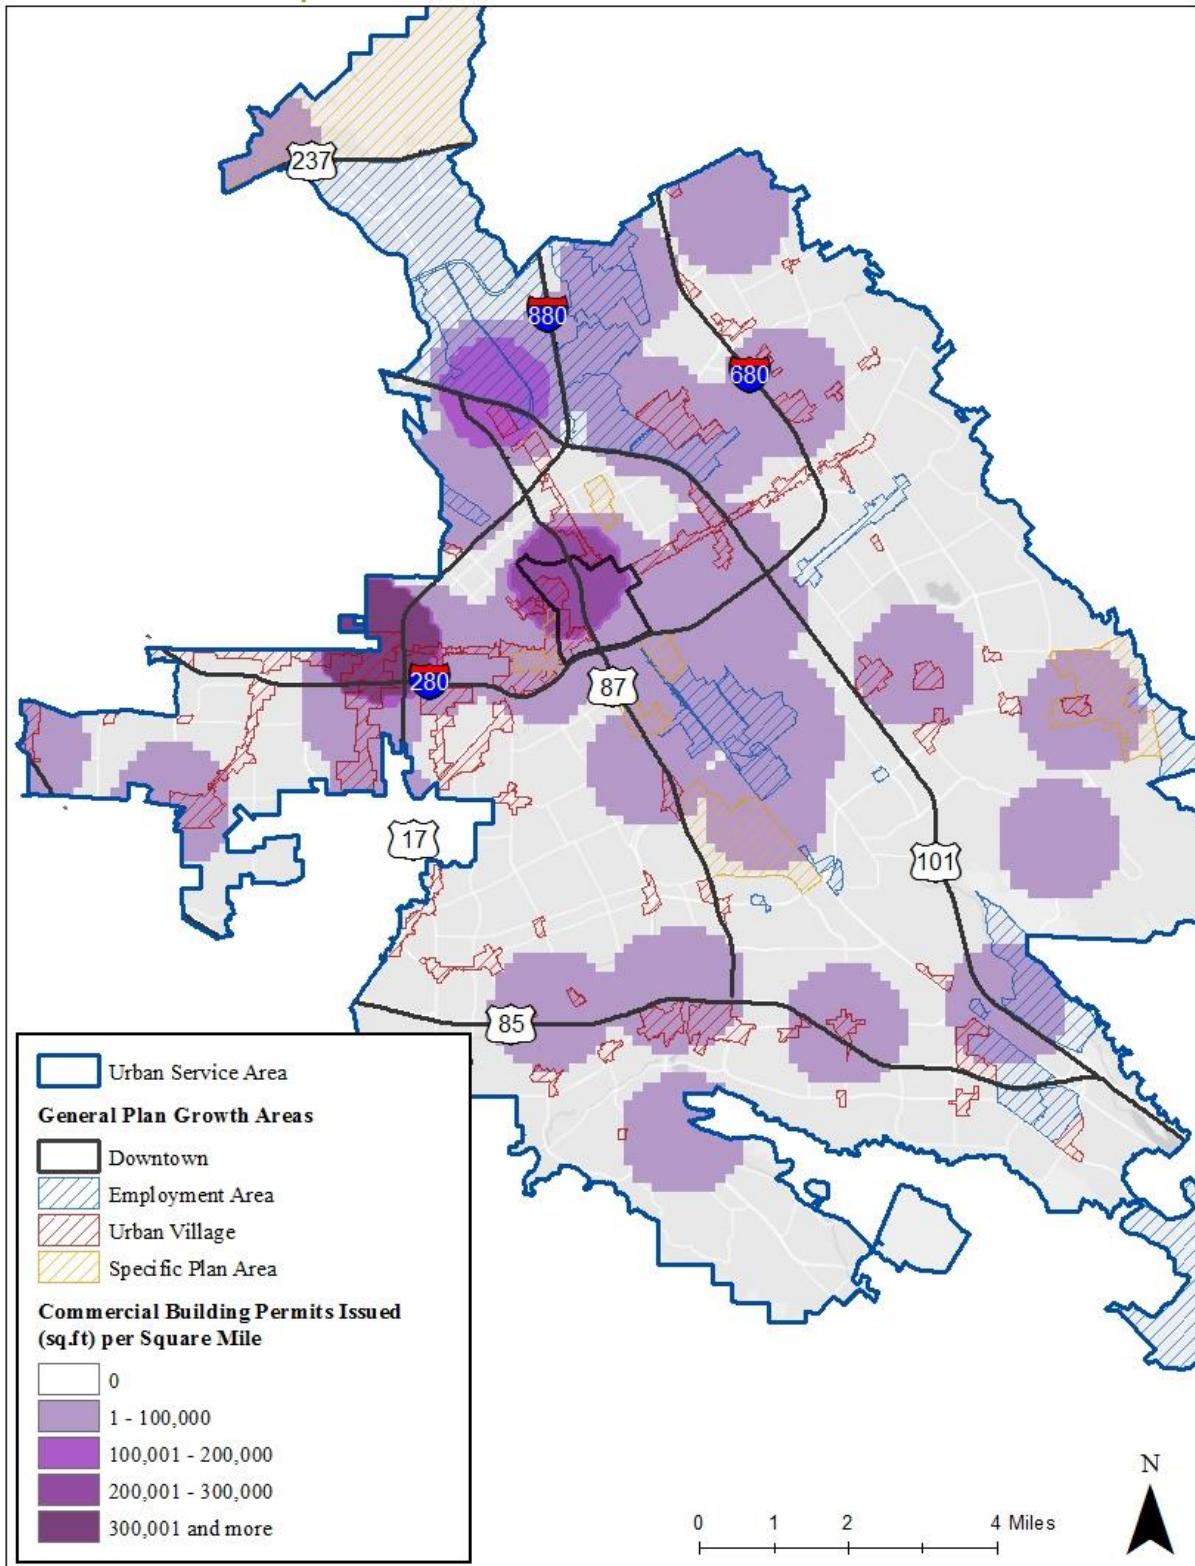 237
880
680
280
87
17
101
85
Urban Service Area
General Plan Growth Areas
Downtown
Employment Area
Urban Village
Specific Plan Area
Commercial Building Permits Issued
(sq.ft) per Square Mile
0
1 - 100,000
100,001 - 200,000
200,001 - 300,000
300,001 and more
N
0 1 2 4 Miles